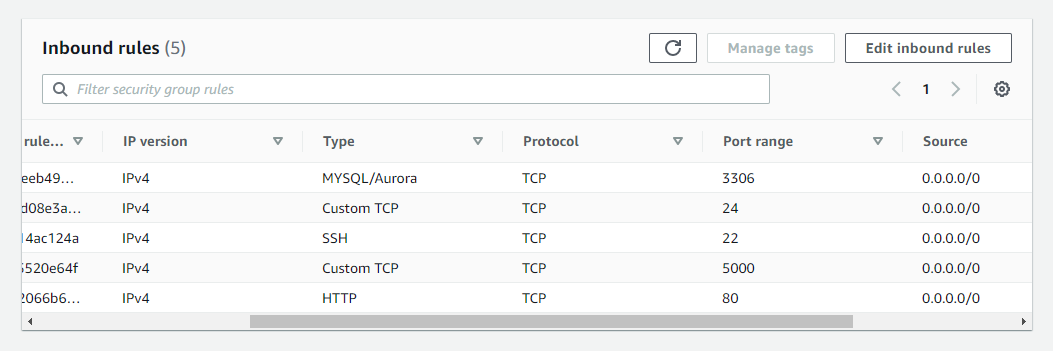 Inbound rules (5)
Manage tags
Edit inbound rules
Filter security group rules
1
rule... IP version Type Protocol Port range Source
eeb49... IPv4 MYSQL/Aurora TCP 3306 0.0.0.0/0
d08e3a... IPv4 Custom TCP TCP 24 0.0.0.0/0
14ac124a IPv4 SSH TCP 22 0.0.0.0/0
5520e64f IPv4 Custom TCP TCP 5000 0.0.0.0/0
2066b6... IPv4 HTTP TCP 80 0.0.0.0/0